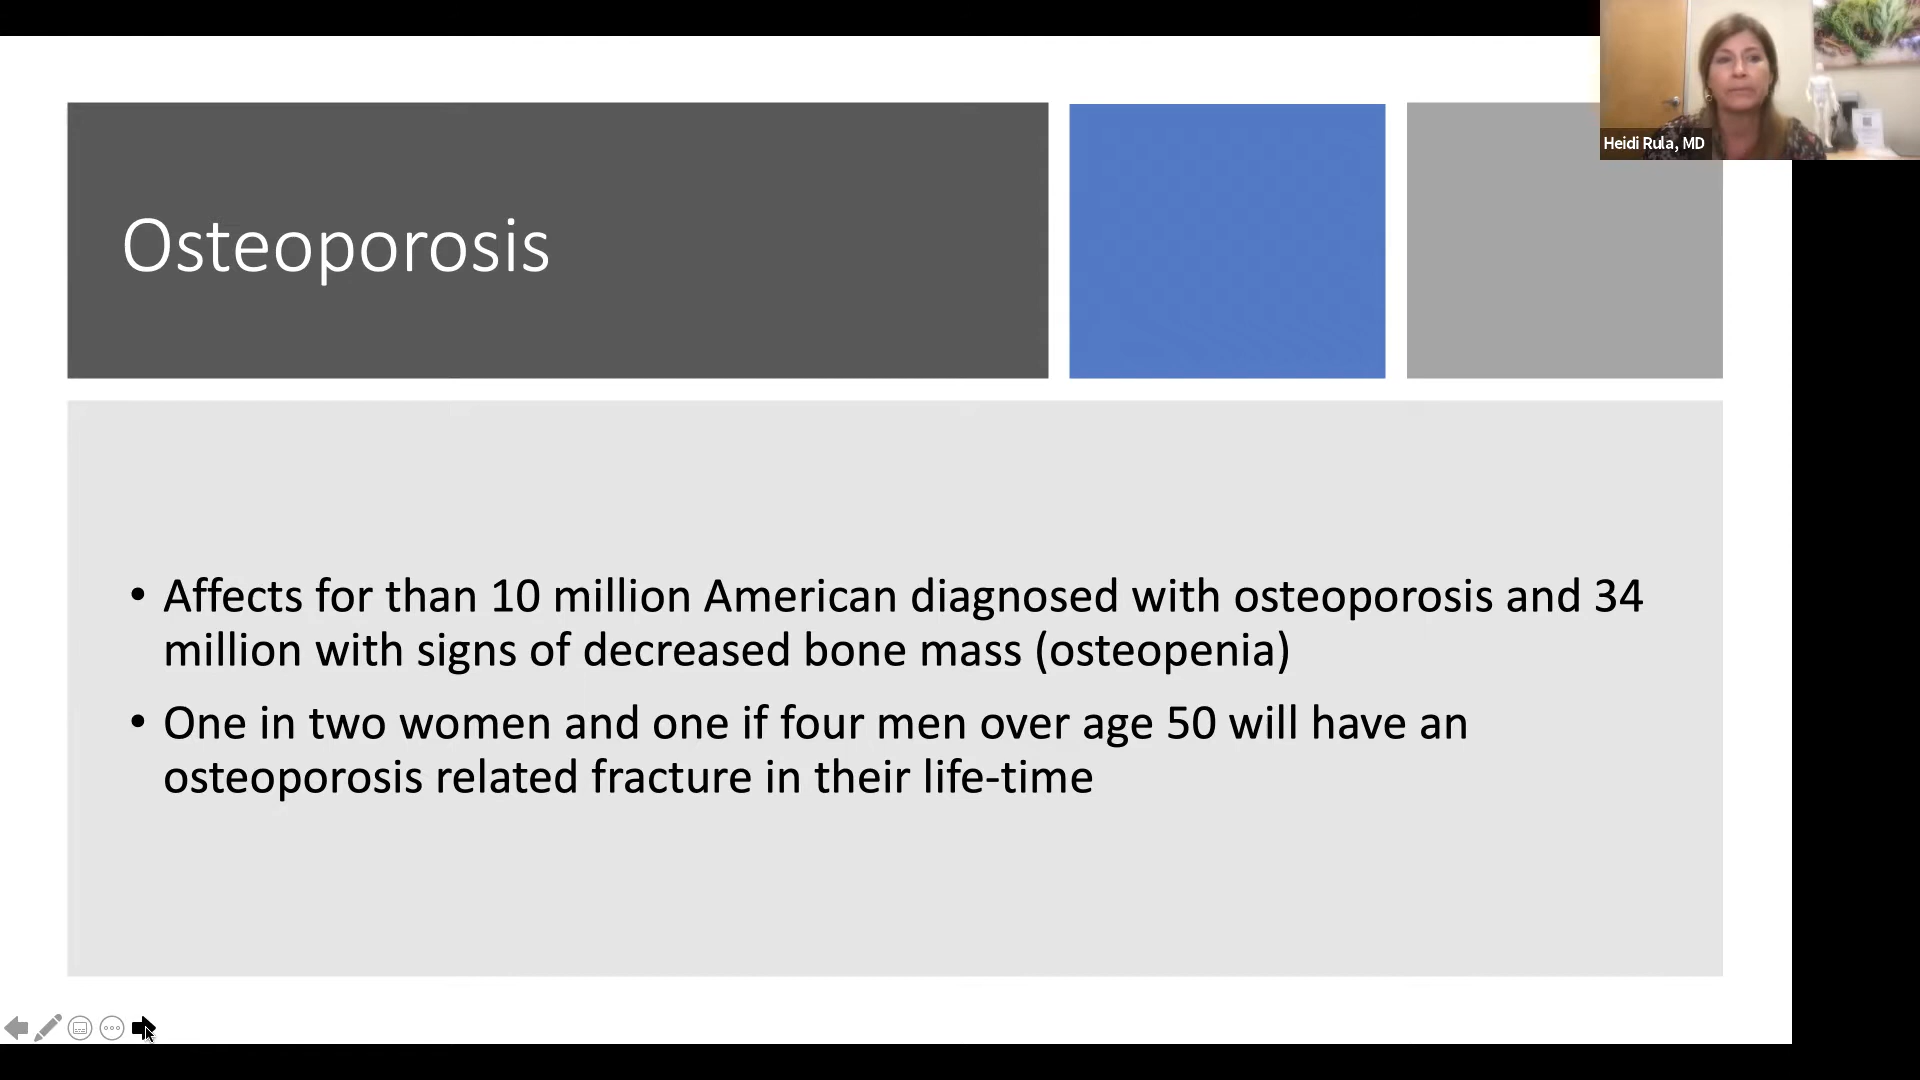 Heidi Rula, MD
Osteoporosis
• Affects for than 10 million American diagnosed with osteoporosis and 34
million with signs of decreased bone mass (osteopenia)
• One in two women and one if four men over age 50 will have an
osteoporosis related fracture in their life-time